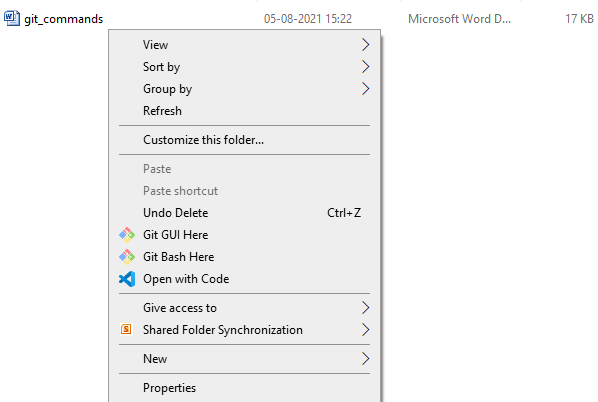 git_commands 05-08-2021 15:22 Microsoft Word D... 17 KB
View
Sort by
Group by
Refresh
Customize this folder...
Paste
Paste shortcut
Undo Delete Ctrl+Z
Git GUI Here
Git Bash Here
Open with Code
Give access to
Shared Folder Synchronization
New
Properties